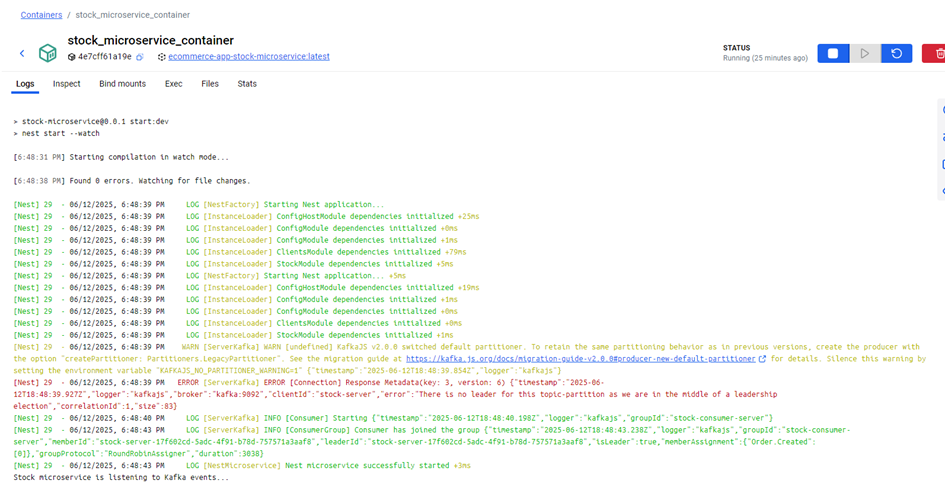 Containers / stock_microservice_container
stock_microservice_container
4e7cff61a19e ecommerce-app-stock-microservice:latest
STATUS
Running (25 minutes ago)
Logs Inspect Bind mounts Exec Files Stats
> stock-microservice@0.0.1 start:dev
> nest start --watch
[6:48:31 PM] Starting compilation in watch mode...
[6:48:38 PM] Found 0 errors. Watching for file changes.
[Nest] 29 - 06/12/2025, 6:48:39 PM LOG [NestFactory] Starting Nest application...
[Nest] 29 - 06/12/2025, 6:48:39 PM LOG [InstanceLoader] ConfigHostModule dependencies initialized +25ms
[Nest] 29 - 06/12/2025, 6:48:39 PM LOG [InstanceLoader] ConfigModule dependencies initialized +0ms
[Nest] 29 - 06/12/2025, 6:48:39 PM LOG [InstanceLoader] ConfigModule dependencies initialized +1ms
[Nest] 29 - 06/12/2025, 6:48:39 PM LOG [InstanceLoader] ClientsModule dependencies initialized +79ms
[Nest] 29 - 06/12/2025, 6:48:39 PM LOG [InstanceLoader] StockModule dependencies initialized +5ms
[Nest] 29 - 06/12/2025, 6:48:39 PM LOG [NestFactory] Starting Nest application... +5ms
[Nest] 29 - 06/12/2025, 6:48:39 PM LOG [InstanceLoader] ConfigHostModule dependencies initialized +19ms
[Nest] 29 - 06/12/2025, 6:48:39 PM LOG [InstanceLoader] ConfigModule dependencies initialized +1ms
[Nest] 29 - 06/12/2025, 6:48:39 PM LOG [InstanceLoader] ConfigModule dependencies initialized +0ms
[Nest] 29 - 06/12/2025, 6:48:39 PM LOG [InstanceLoader] ClientsModule dependencies initialized +0ms
[Nest] 29 - 06/12/2025, 6:48:39 PM LOG [InstanceLoader] StockModule dependencies initialized +1ms
[Nest] 29 - 06/12/2025, 6:48:39 PM WARN [ServerKafka] WARN [undefined] KafkaJS v2.0.0 switched default partitioner. To retain the same partitioning behavior as in previous versions, create the producer with
the option "createPartitioner: Partitioners.LegacyPartitioner". See the migration guide at https://kafka.js.org/docs/migration-guide-v2.0.0#producer-new-default-partitioner for details. Silence this warning by
setting the environment variable "KAFKAJS_NO_PARTITIONER_WARNING=1" {"timestamp":"2025-06-12T18:48:39.854Z","logger":"kafkajs"}
[Nest] 29 - 06/12/2025, 6:48:39 PM ERROR [ServerKafka] ERROR [Connection] Response Metadata(key: 3, version: 6) {"timestamp":"2025-06-
12T18:48:39.927Z","logger":"kafkajs","broker":"kafka:9092","clientId":"stock-server","error":"There is no leader for this topic-partition as we are in the middle of a leadership
election","correlationId":1,"size":83}
[Nest] 29 - 06/12/2025, 6:48:40 PM LOG [ServerKafka] INFO [Consumer] Starting {"timestamp":"2025-06-12T18:48:40.198Z","logger":"kafkajs","groupId":"stock-consumer-server"}
[Nest] 29 - 06/12/2025, 6:48:43 PM LOG [ServerKafka] INFO [ConsumerGroup] Consumer has joined the group {"timestamp":"2025-06-12T18:48:43.238Z","logger":"kafkajs","groupId":"stock-consumer-
server","memberId":"stock-server-17f602cd-5adc-4f91-b78d-757571a3aaf8","leaderId":"stock-server-17f602cd-5adc-4f91-b78d-757571a3aaf8","isLeader":true,"memberAssignment":{"Order.Created":
[0]},"groupProtocol":"RoundRobinAssigner","duration":3038}
[Nest] 29 - 06/12/2025, 6:48:43 PM LOG [NestMicroservice] Nest microservice successfully started +3ms
Stock microservice is listening to Kafka events...